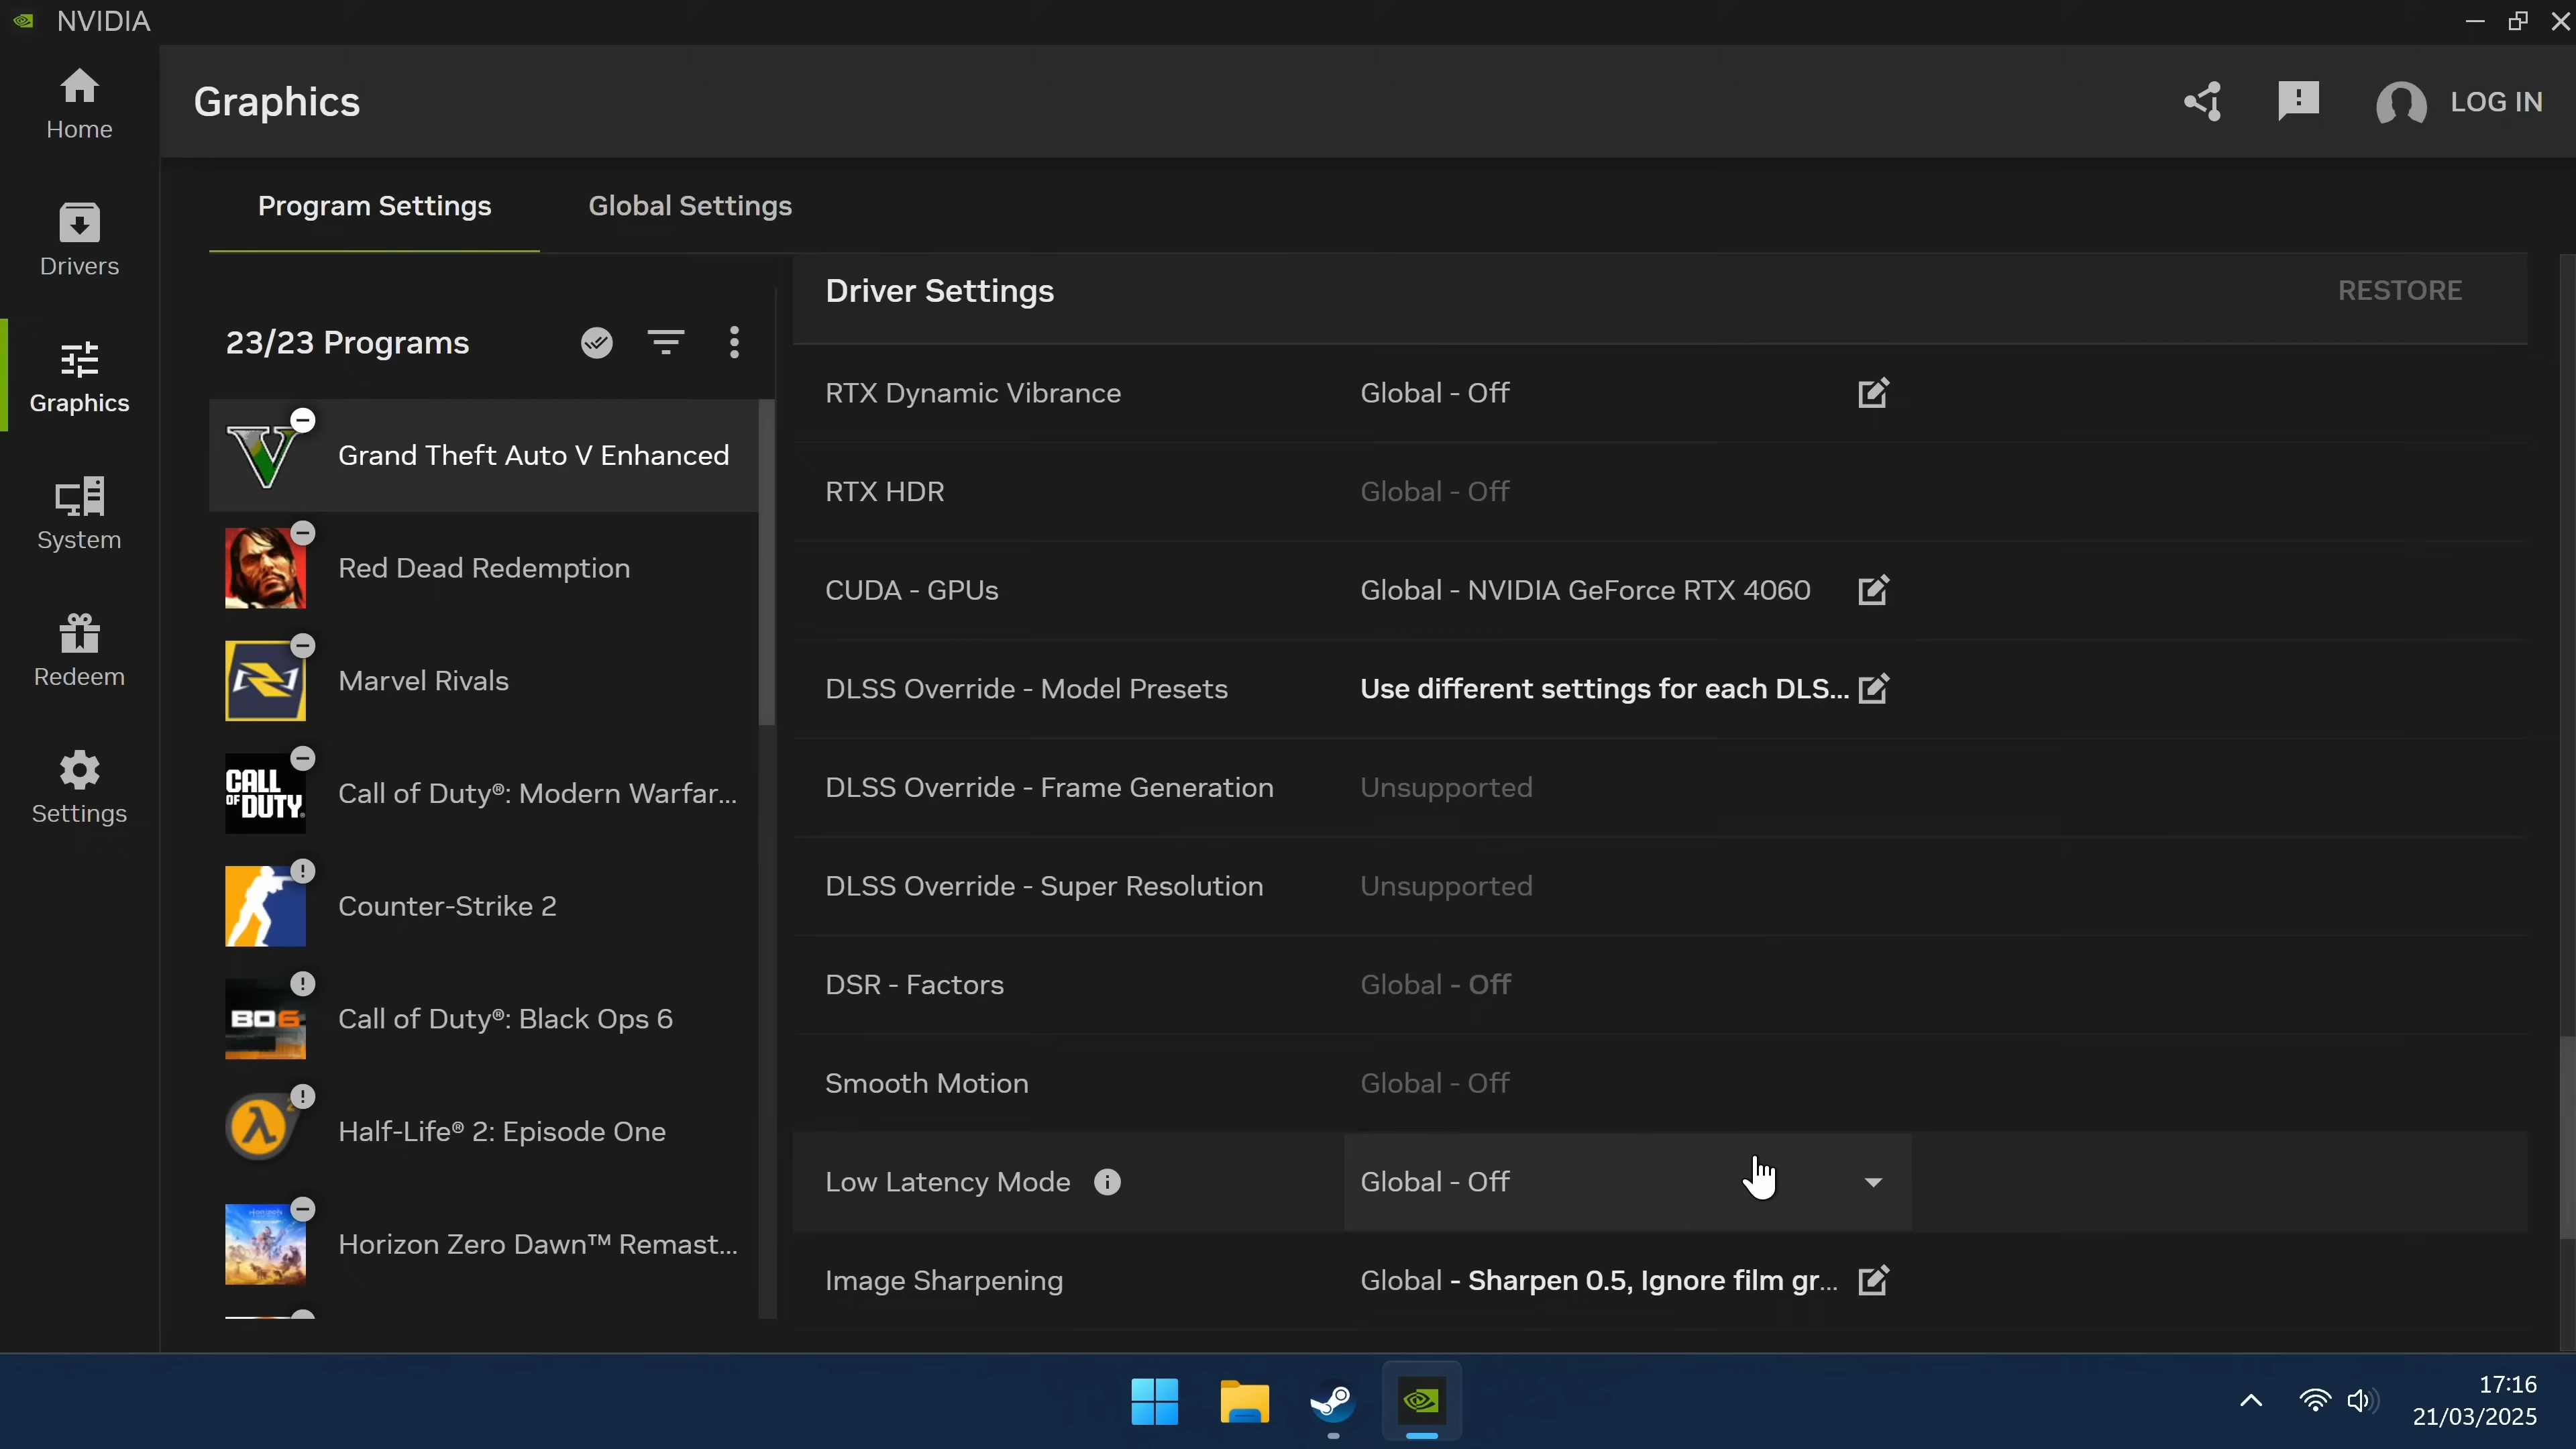 NVIDIA
Home
Drivers
Graphics
System
Redeem
Settings
Graphics
LOG IN
Program Settings
Global Settings
23/23 Programs
Grand Theft Auto V Enhanced
Red Dead Redemption
Marvel Rivals
CALL
OF DUTY®
Call of Duty®: Modern Warfar...
Counter-Strike 2
BO6
Call of Duty®: Black Ops 6
Half-Life® 2: Episode One
Horizon Zero Dawn™ Remast...
Driver Settings
RESTORE
RTX Dynamic Vibrance Global - Off
RTX HDR Global - Off
CUDA - GPUs Global - NVIDIA GeForce RTX 4060
DLSS Override - Model Presets Use different settings for each DLS...
DLSS Override - Frame Generation Unsupported
DLSS Override - Super Resolution Unsupported
DSR - Factors Global - Off
Smooth Motion Global - Off
Low Latency Mode Global - Off
Image Sharpening Global - Sharpen 0.5, Ignore film gr...
17:16
21/03/2025